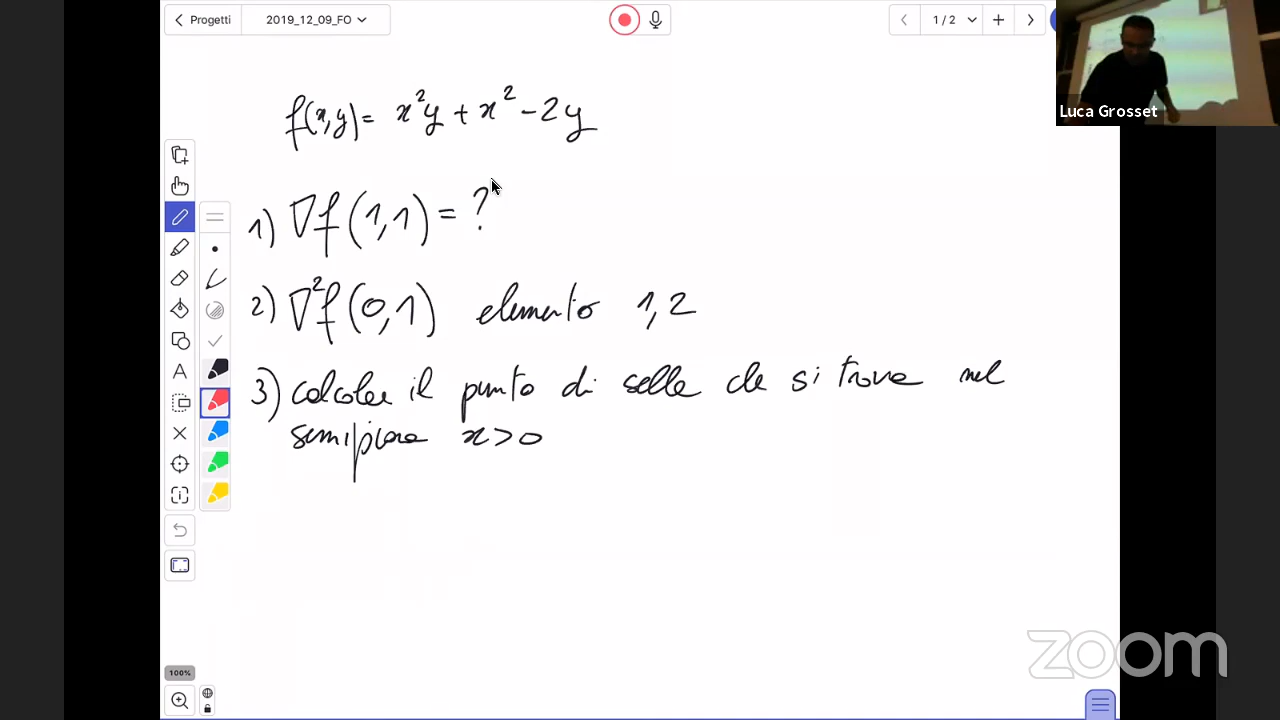 Progetti
2019_12_09_FO
1 / 2
Luca Grosset
f(x,y)= x²y + x² - 2y
1) ∇f(1,1) = ?
2) ∇²f(0,1) elemento 1,2
3) calcolare il punto di sella che si trova nel
semipiano x>0
A
100%
zoom